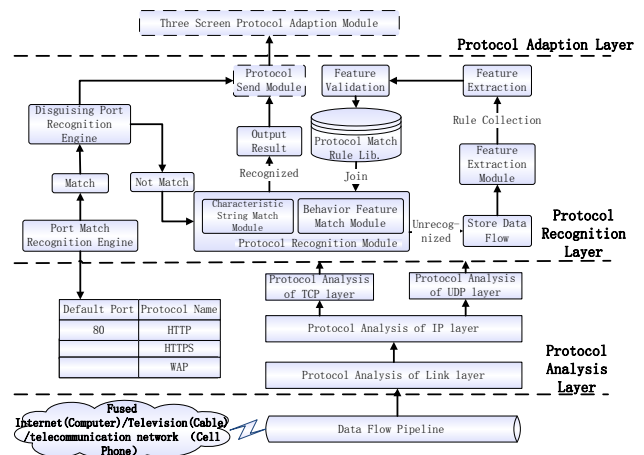 Three Screen Protocol Adaption Module
Protocol Adaption Layer
Protocol
Send Module
Feature
Validation
Feature
Extraction
Disguising Port
Recognition
Engine
Output
Result
Protocol Match
Rule Lib.
Rule Collection
Feature
Extraction
Module
Match
Not Match
Recognized
Join
Port Match
Recognition Engine
Characteristic
String Match
Module
Behavior Feature
Match Module
Protocol Recognition Module
Unrecog-
nized
Store Data
Flow
Protocol
Recognition
Layer
Default Port
Protocol Name
80
HTTP
HTTPS
WAP
Protocol Analysis
of TCP layer
Protocol Analysis
of UDP layer
Protocol Analysis of IP layer
Protocol Analysis of Link layer
Protocol
Analysis
Layer
Fused
Internet(Computer)/Television(Cable)
/telecommunication network (Cell
Phone)
Data Flow Pipeline